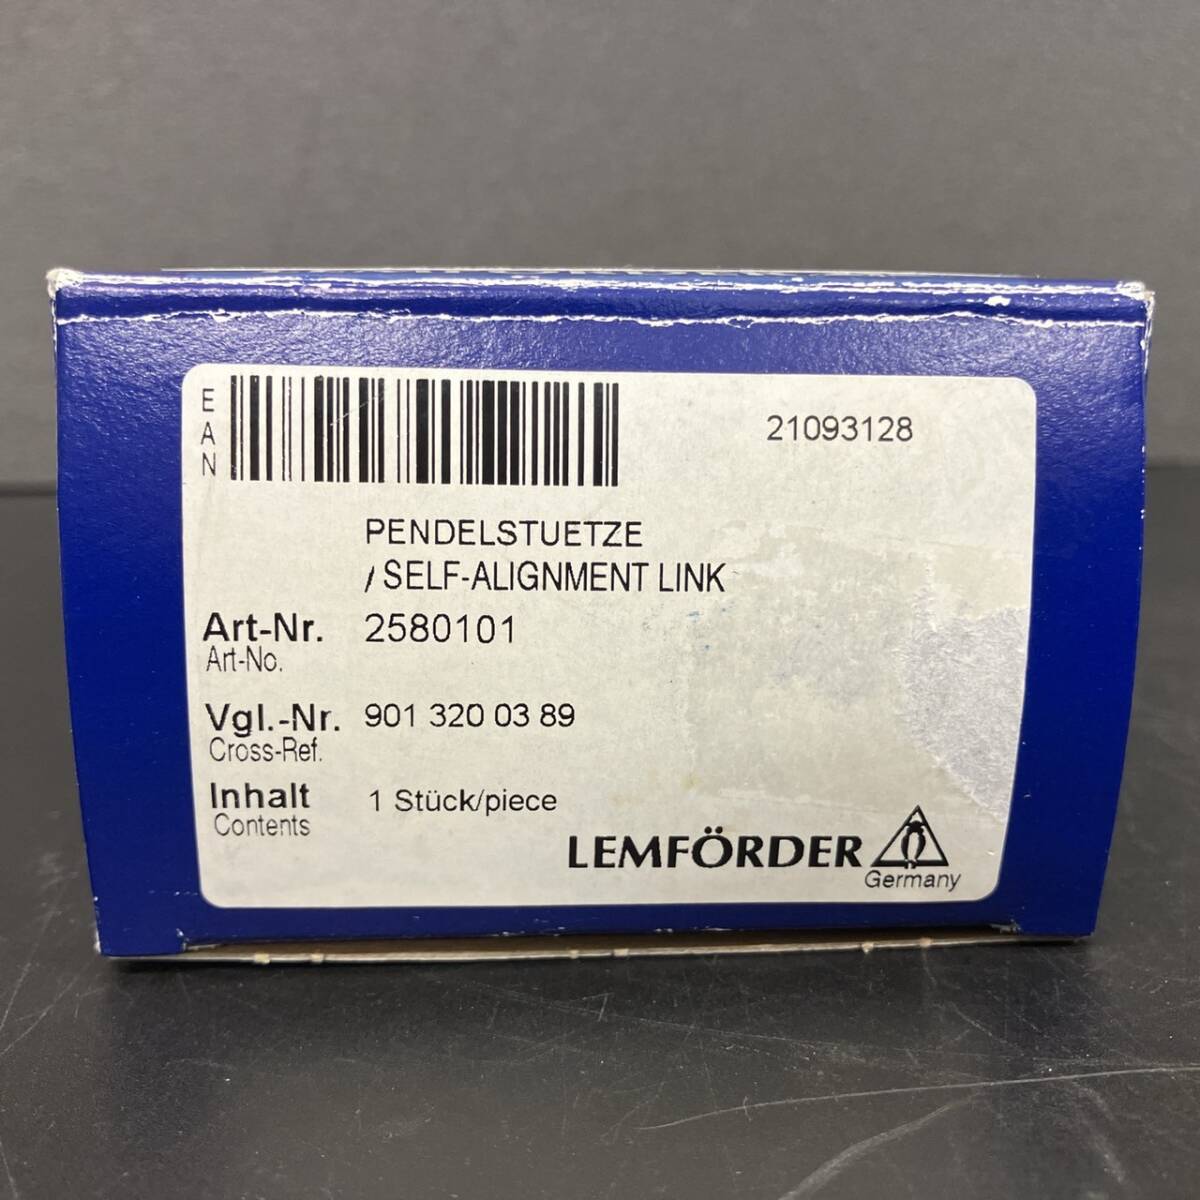 EAN
21093128
PENDELSTUETZE
/ SELF-ALIGNMENT LINK
Art-Nr. 2580101
Art-No.
Vgl.-Nr. 901 320 03 89
Cross-Ref.
Inhalt 1 Stück/piece
Contents
LEMFÖRDER
Germany